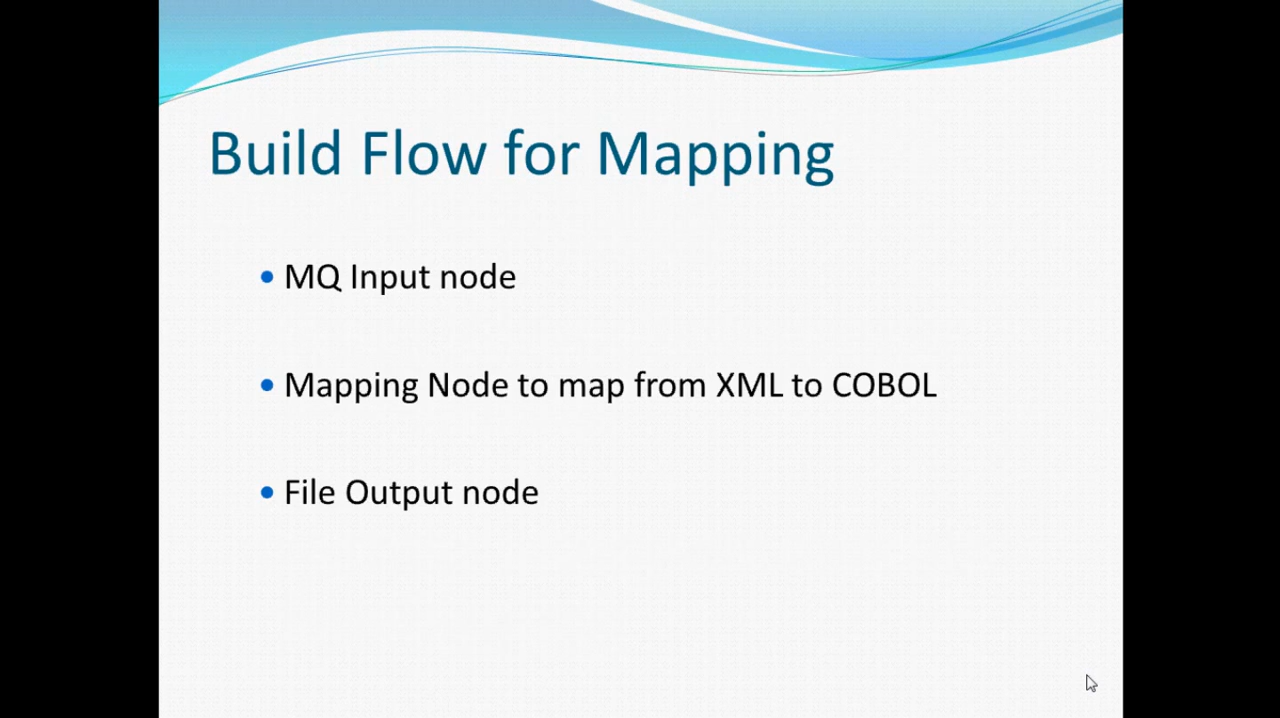 Build Flow for Mapping
• MQ Input node
• Mapping Node to map from XML to COBOL
• File Output node